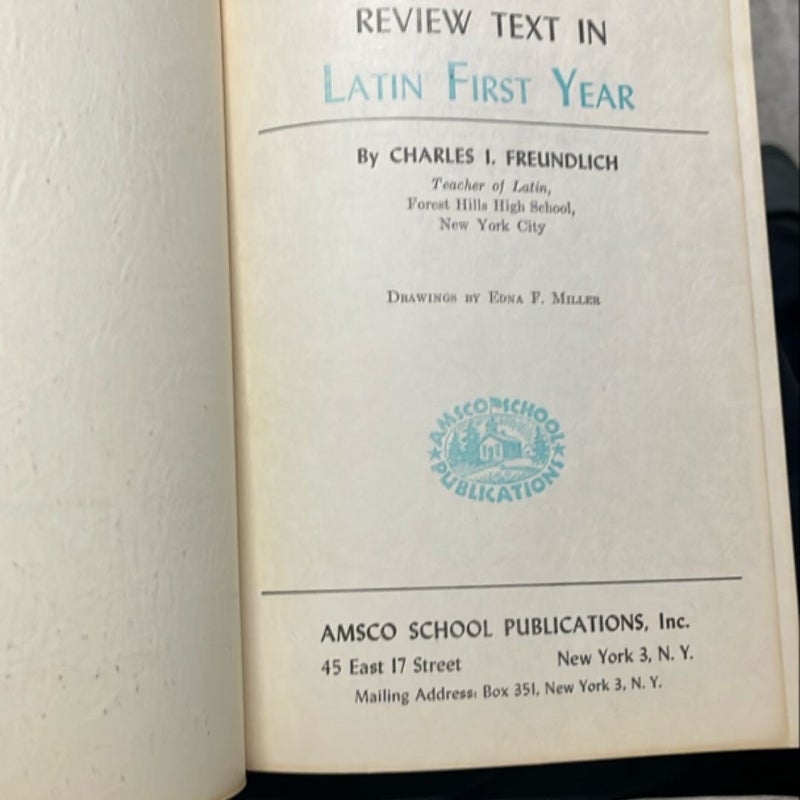 REVIEW TEXT IN
LATIN FIRST YEAR
By CHARLES I. FREUNDLICH
Teacher of Latin,
Forest Hills High School,
New York City
DRAWINGS BY EDNA F. MILLER
AMSCO SCHOOL
PUBLICATIONS
AMSCO SCHOOL PUBLICATIONS, Inc.
45 East 17 Street New York 3, N. Y.
Mailing Address: Box 351, New York 3, N. Y.